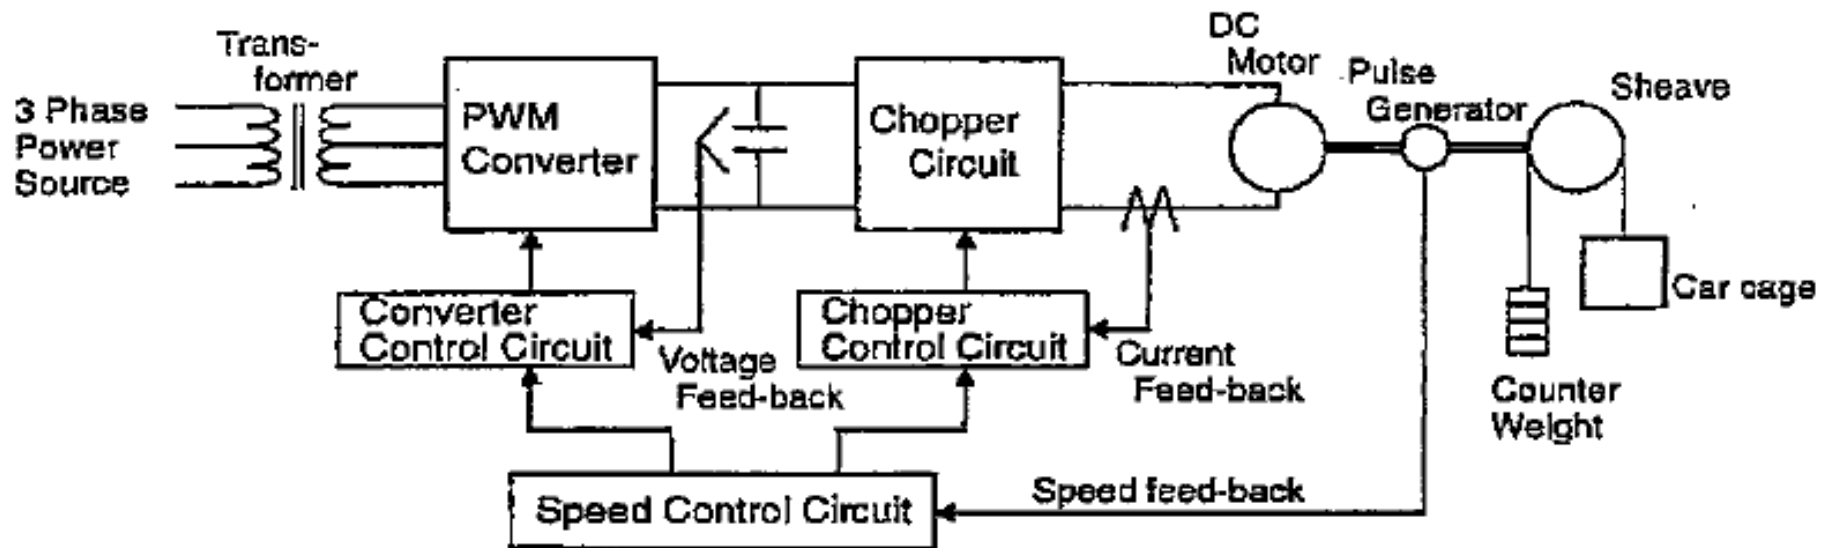 Trans-
former
3 Phase
Power
Source
PWM
Converter
Chopper
Circuit
DC
Motor
Pulse
Generator
Sheave
Car cage
Counter
Weight
Converter
Control Circuit
Voltage
Feed-back
Chopper
Control Circuit
Current
Feed-back
Speed Control Circuit
Speed feed-back